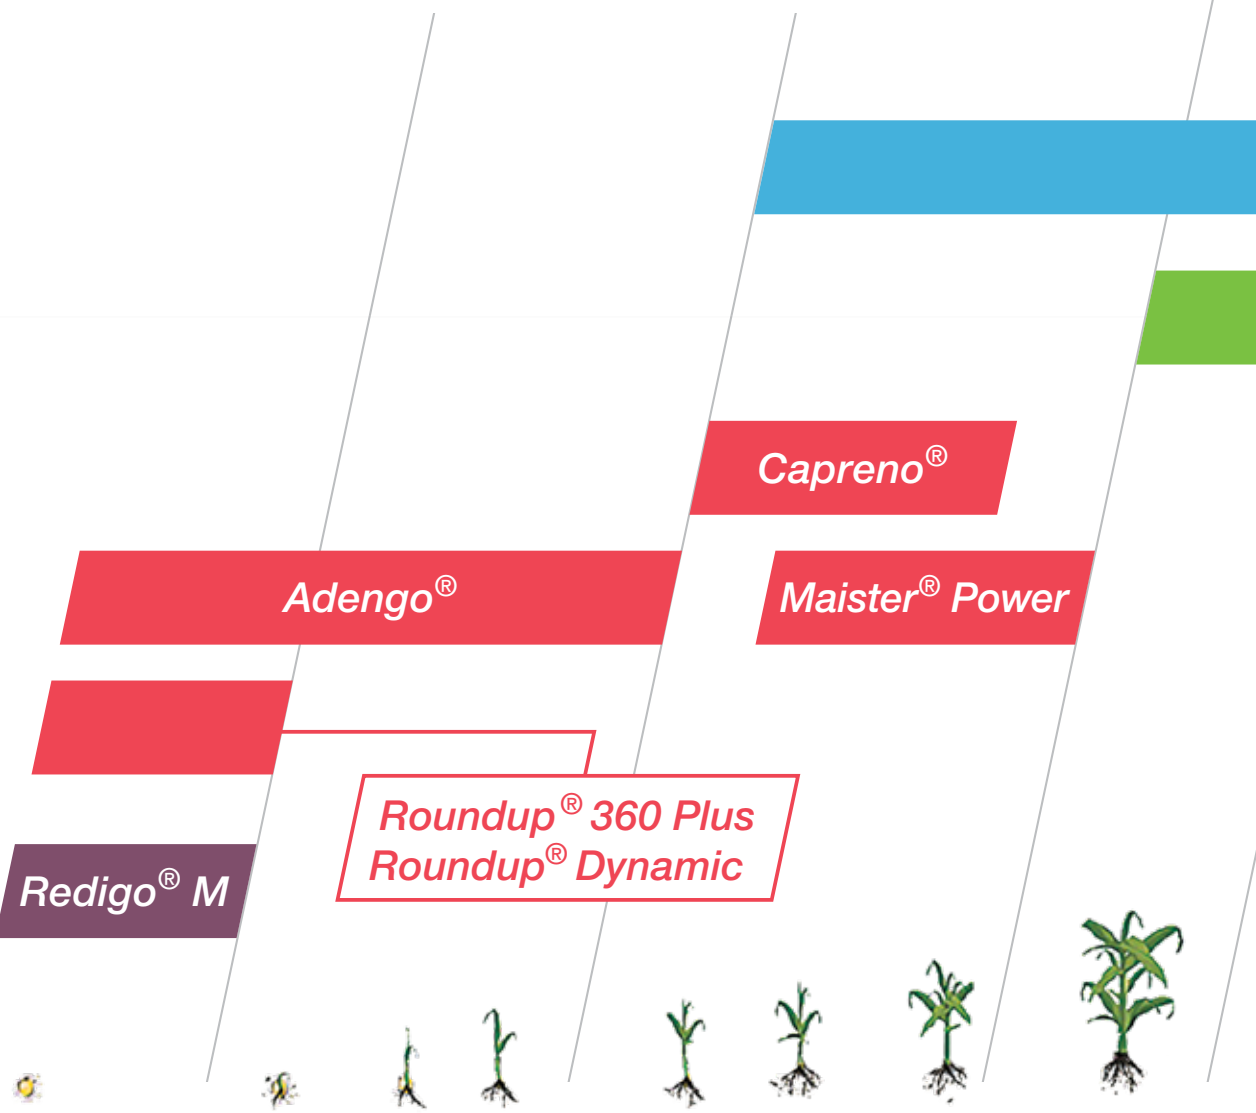 Capreno®
Adengo®
Maister® Power
Roundup® 360 Plus
Roundup® Dynamic
Redigo® M